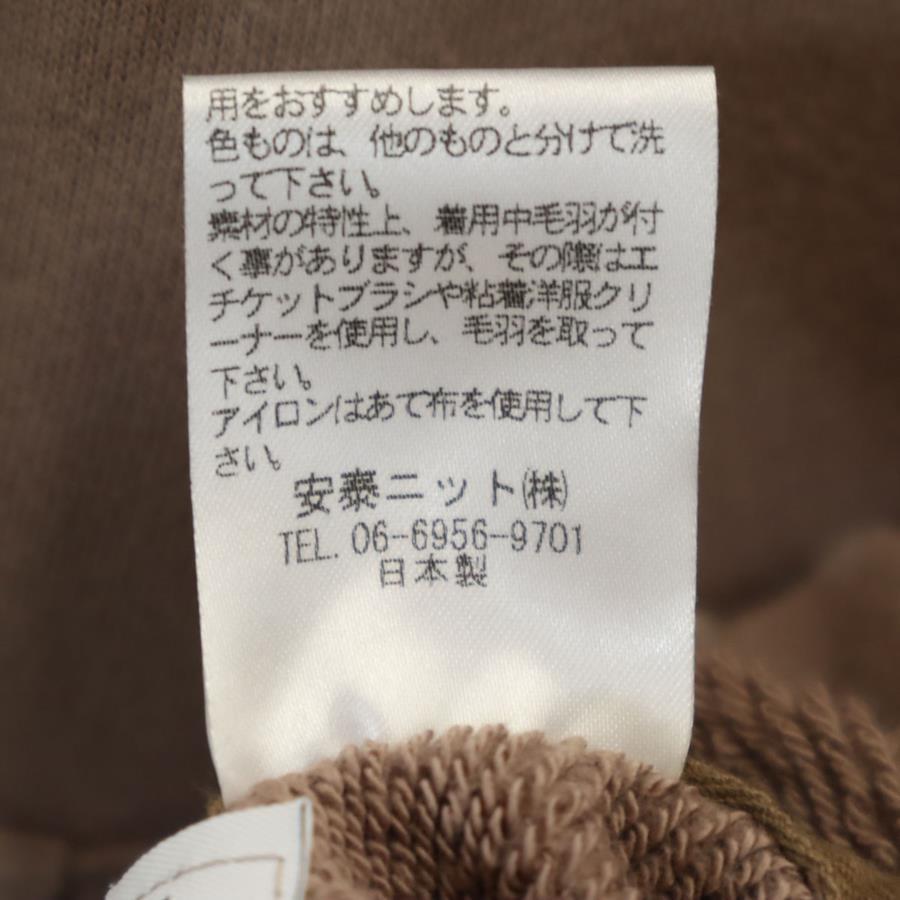 用をおすすめします。
色ものは、他のものと分けで洗
って下さい。
素材の特性上、着用中毛羽が付
く事がありますが、その際はエ
チケットブラシや粘着洋服クリ
ーナーを使用し、毛羽を取って
下さい。
アイロンはあて布を使用して下
さい。
安泰ニット(株)
TEL. 06-6956-9701
日本製